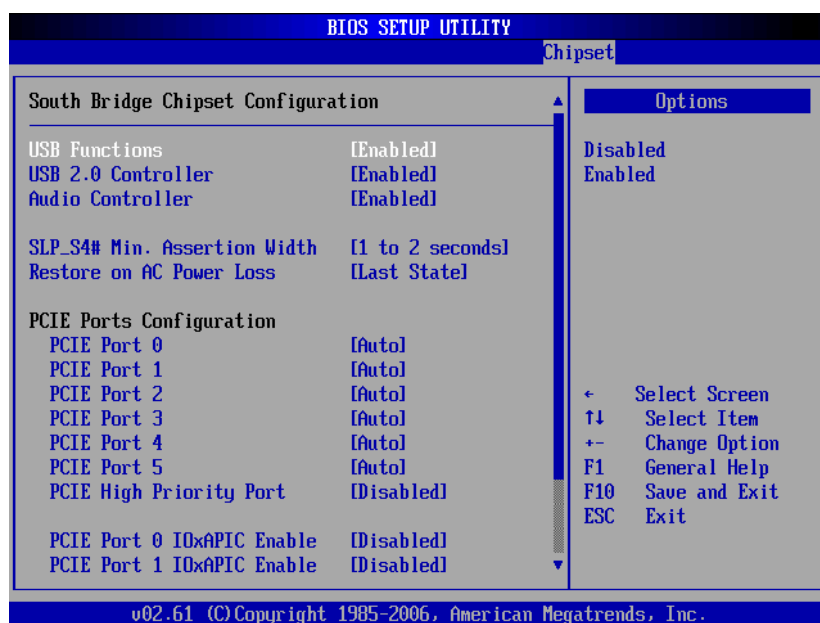 BIOS SETUP UTILITY
Chipset
South Bridge Chipset Configuration
USB Functions [Enabled]
USB 2.0 Controller [Enabled]
Audio Controller [Enabled]
SLP_S4# Min. Assertion Width [1 to 2 seconds]
Restore on AC Power Loss [Last State]
PCIE Ports Configuration
PCIE Port 0 [Auto]
PCIE Port 1 [Auto]
PCIE Port 2 [Auto]
PCIE Port 3 [Auto]
PCIE Port 4 [Auto]
PCIE Port 5 [Auto]
PCIE High Priority Port [Disabled]
PCIE Port 0 IOxAPIC Enable [Disabled]
PCIE Port 1 IOxAPIC Enable [Disabled]
Options
Disabled
Enabled
← Select Screen
↑↓ Select Item
+- Change Option
F1 General Help
F10 Save and Exit
ESC Exit
v02.61 (C)Copyright 1985-2006, American Megatrends, Inc.